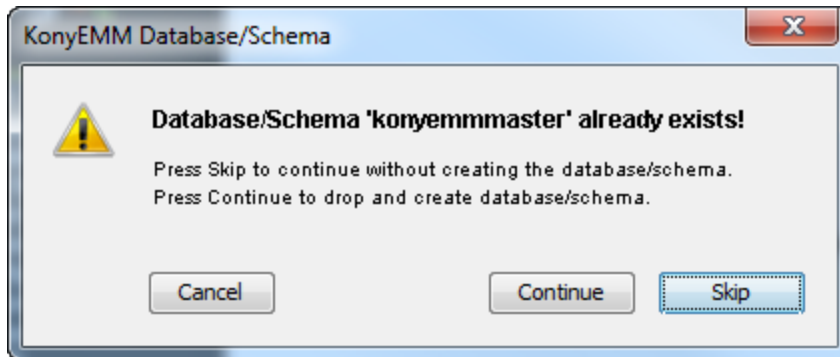 KonyEMM Database/Schema
Database/Schema 'konyemmmaster' already exists!
Press Skip to continue without creating the database/schema.
Press Continue to drop and create database/schema.
Cancel
Continue
Skip